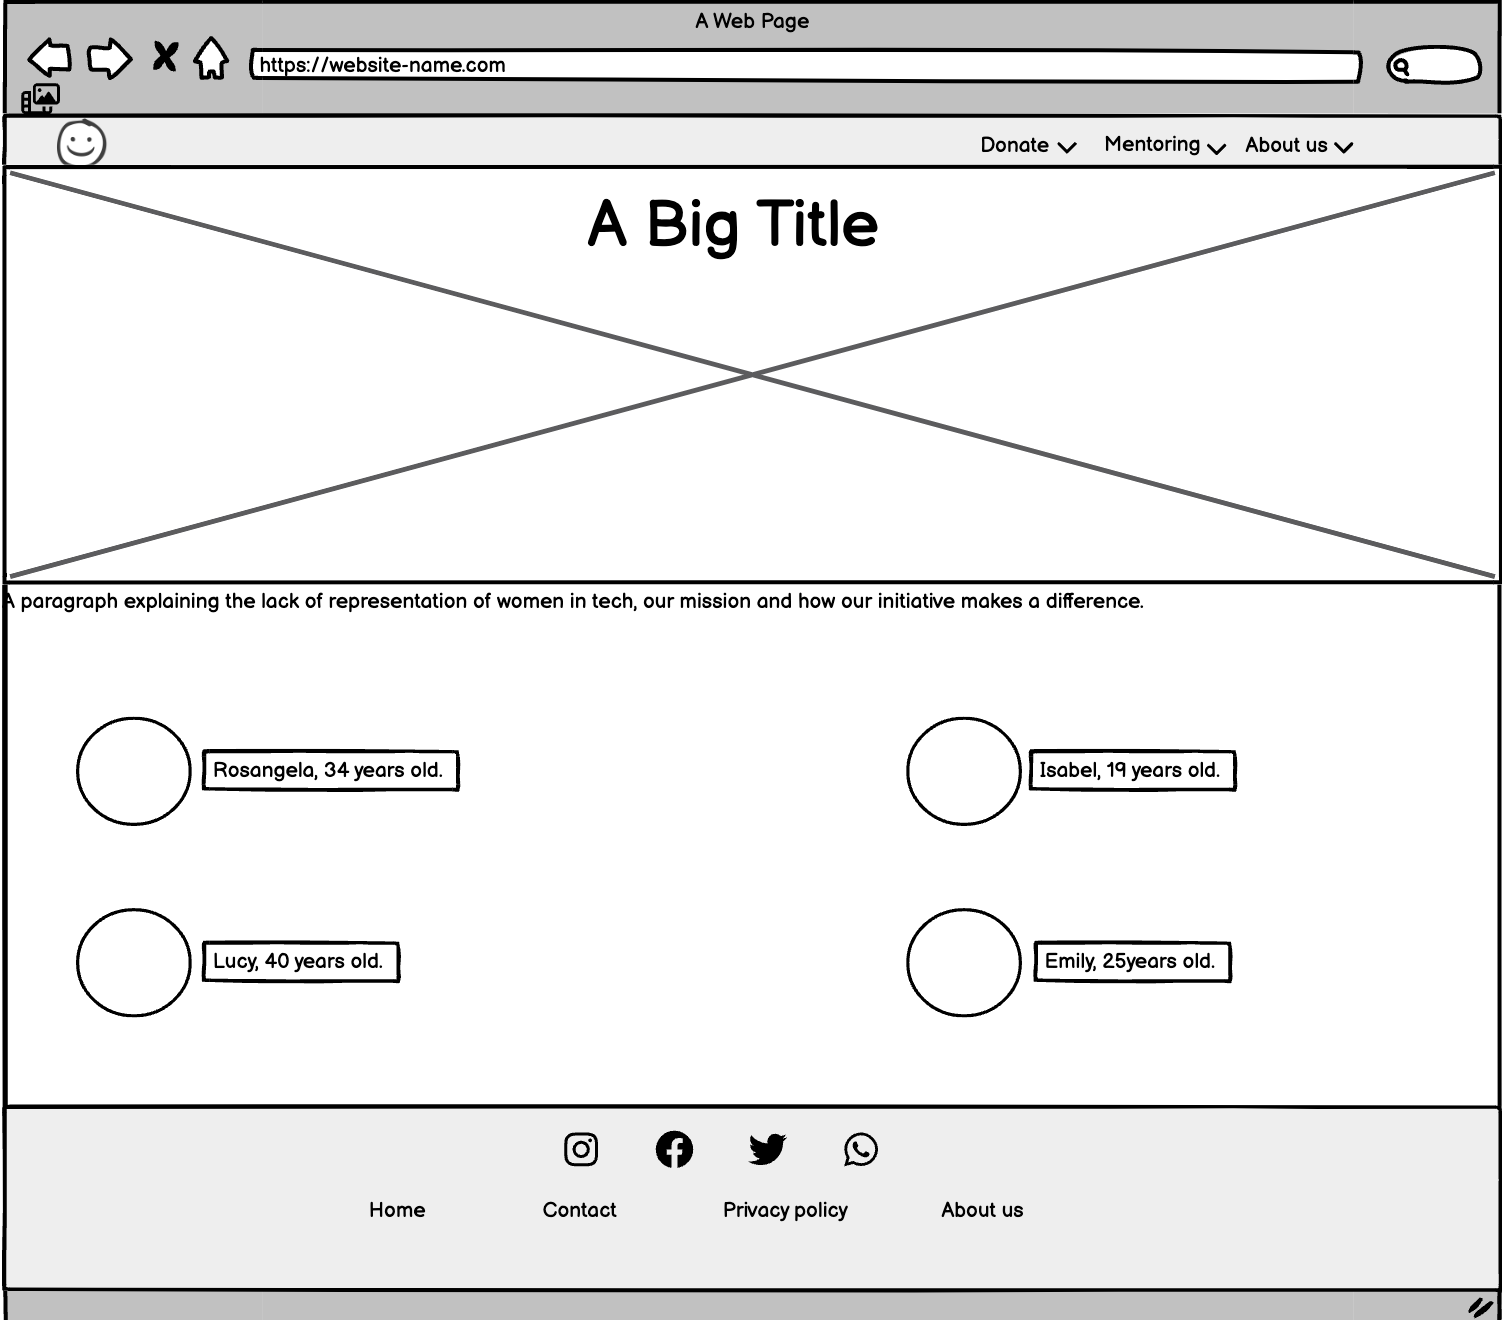 A Web Page
https://website-name.com
Donate Mentoring About us
A Big Title
A paragraph explaining the lack of representation of women in tech, our mission and how our initiative makes a difference.
Rosangela, 34 years old.
Isabel, 19 years old.
Lucy, 40 years old.
Emily, 25years old.
Home Contact Privacy policy About us